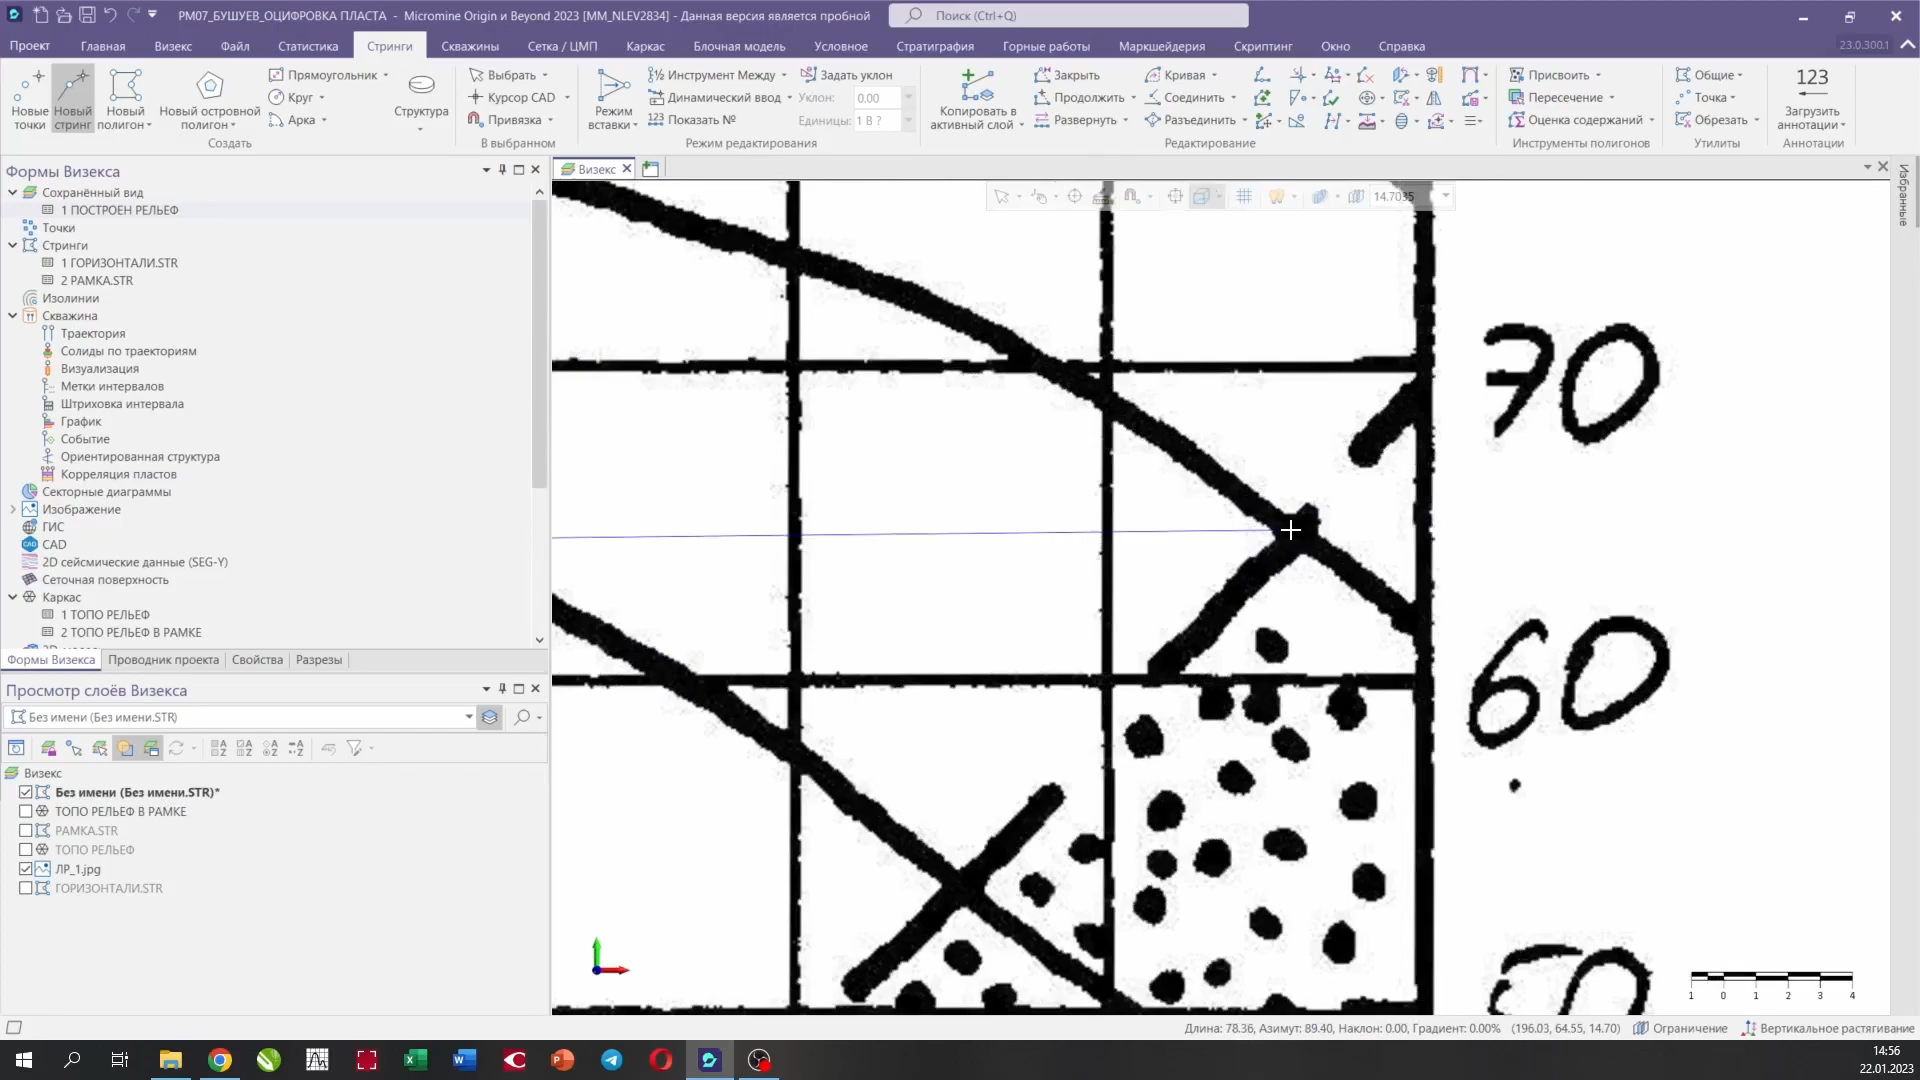 РМ07_БУШУЕВ_ОЦИФРОВКА ПЛАСТА - Micromine Origin и Beyond 2023 [MM_NLEV2834] - Данная версия является пробной
Поиск (Ctrl+Q)
Проект Главная Визекс Файл Статистика Стринги Скважины Сетка / ЦМП Каркас Блочная модель Условное Стратиграфия Горные работы Маркшейдерия Скриптинг Окно Справка
23.0.300.1
Новые точки
Новый стринг
Новый полигон
Новый островной полигон
Прямоугольник
Круг
Арка
Структура
Создать
Выбрать
Курсор CAD
Привязка
В выбранном
Режим вставки
Инструмент Между
Динамический ввод
Показать №
Задать уклон
Уклон: 0.00
Единицы: 1 В ?
Режим редактирования
Копировать в активный слой
Закрыть
Продолжить
Развернуть
Кривая
Соединить
Разъединить
Редактирование
Присвоить
Пересечение
Оценка содержаний
Инструменты полигонов
Общие
Точка
Обрезать
Утилиты
123
Загрузить аннотации
Аннотации
Формы Визекса
Сохранённый вид
1 ПОСТРОЕН РЕЛЬЕФ
Точки
Стринги
1 ГОРИЗОНТАЛИ.STR
2 РАМКА.STR
Изолинии
Скважина
Траектория
Солиды по траекториям
Визуализация
Метки интервалов
Штриховка интервала
График
Событие
Ориентированная структура
Корреляция пластов
Секторные диаграммы
Изображение
ГИС
CAD
2D сейсмические данные (SEG-Y)
Сеточная поверхность
Каркас
1 ТОПО РЕЛЬЕФ
2 ТОПО РЕЛЬЕФ В РАМКЕ
Формы Визекса Проводник проекта Свойства Разрезы
Просмотр слоёв Визекса
Без имени (Без имени.STR)
Визекс
Без имени (Без имени.STR)*
ТОПО РЕЛЬЕФ В РАМКЕ
РАМКА.STR
ТОПО РЕЛЬЕФ
ЛР_1.jpg
ГОРИЗОНТАЛИ.STR
Визекс
14.7035
Избранные
70
60
1 0 1 2 3 4
Длина: 78.36, Азимут: 89.40, Наклон: 0.00, Градиент: 0.00% (196.03, 64.55, 14.70) Ограничение Вертикальное растягивание
14:56
22.01.2023